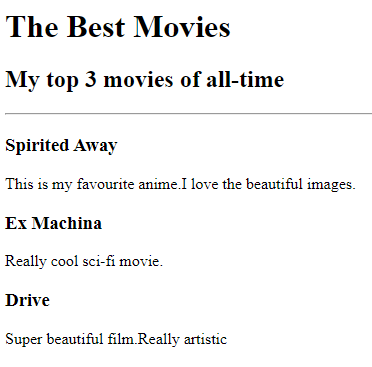 The Best Movies
My top 3 movies of all-time
Spirited Away
This is my favourite anime.I love the beautiful images.
Ex Machina
Really cool sci-fi movie.
Drive
Super beautiful film.Really artistic